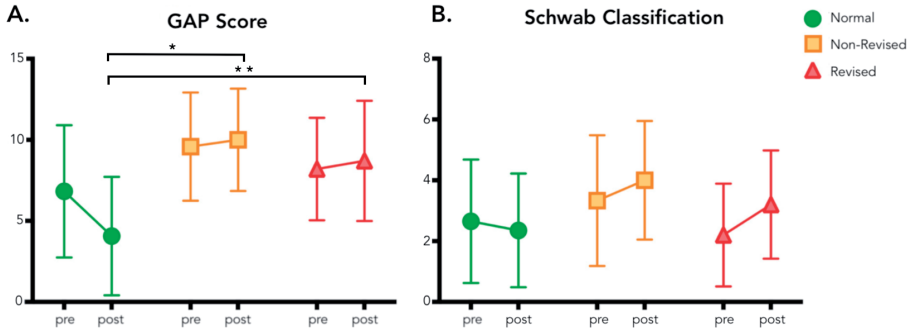 A.
GAP Score
*
**
15
10
5
0
pre post pre post pre post
B.
Schwab Classification
8
6
4
2
0
pre post pre post pre post
Normal
Non-Revised
Revised